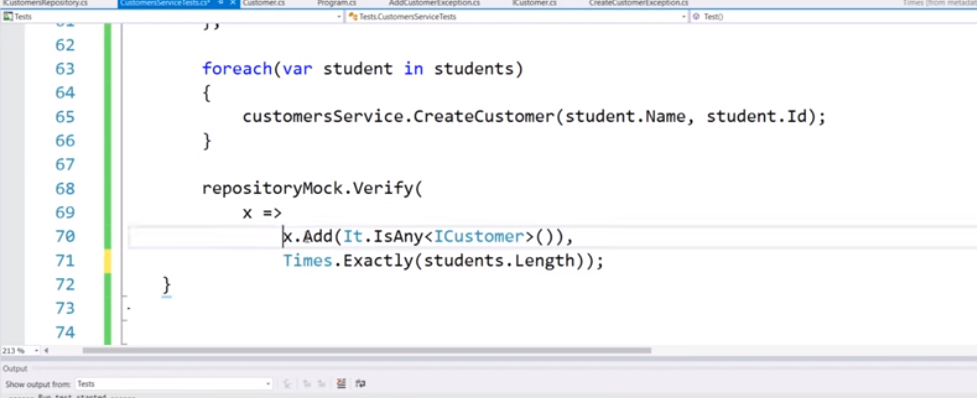 ICustomersRepository.cs CustomersServiceTests.cs* Customer.cs Program.cs AddCustomerException.cs ICustomer.cs CreateCustomerException.cs Times [from metadat
Tests Tests.CustomersServiceTests Test()
62
63 foreach(var student in students)
64 {
65 customersService.CreateCustomer(student.Name, student.Id);
66 }
67
68 repositoryMock.Verify(
69 x =>
70 x.Add(It.IsAny<ICustomer>()),
71 Times.Exactly(students.Length));
72 }
73
74
213 %
Output
Show output from: Tests
------ Run test started ------